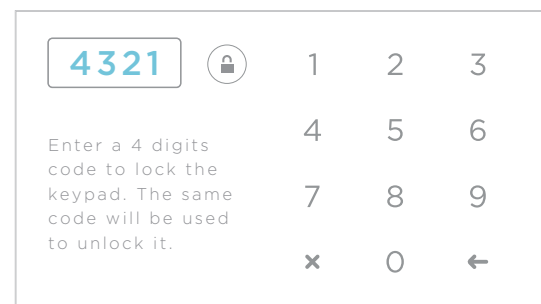 4321
1 2 3
Enter a 4 digits
code to lock the
keypad. The same
code will be used
to unlock it.
4 5 6
7 8 9
× 0 ←